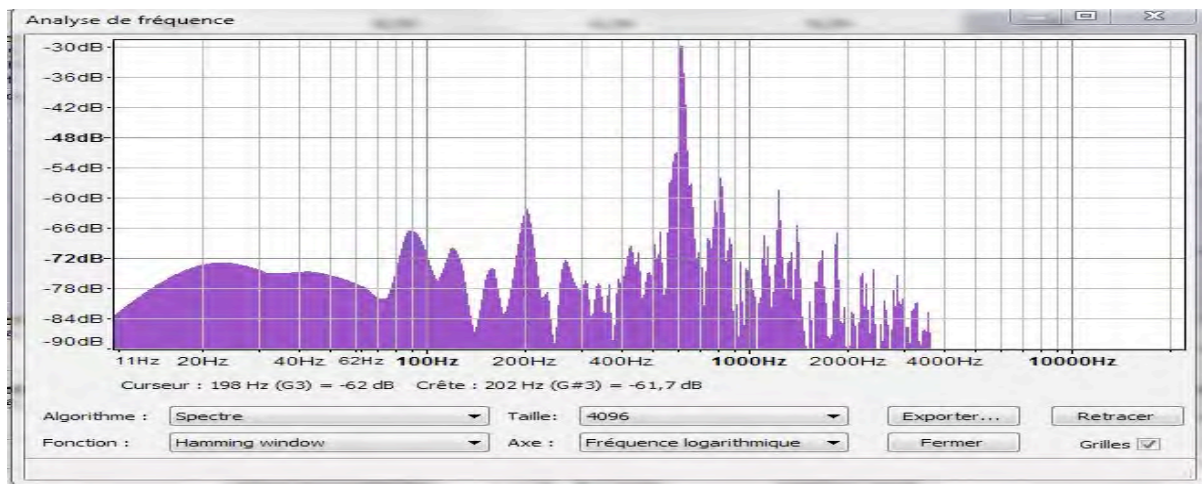 Analyse de fréquence
-30dB
-36dB
-42dB
-48dB
-54dB
-60dB
-66dB
-72dB
-78dB
-84dB
-90dB
11Hz 20Hz 40Hz 62Hz 100Hz 200Hz 400Hz 1000Hz 2000Hz 4000Hz 10000Hz
Curseur : 198 Hz (G3) = -62 dB Crête : 202 Hz (G#3) = -61,7 dB
Algorithme : Spectre Taille: 4096 Exporter... Retracer
Fonction : Hamming window Axe : Fréquence logarithmique Fermer Grilles